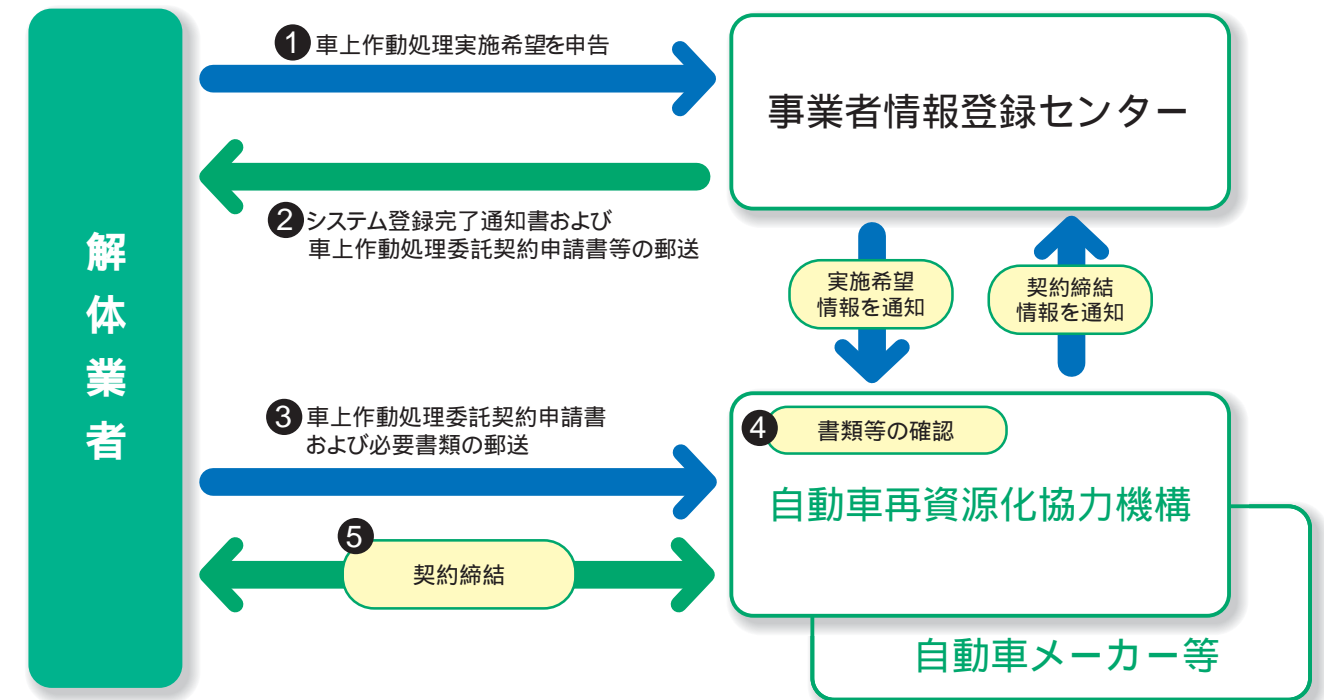 解体業者
❶車上作動処理実施希望を申告
事業者情報登録センター
❷システム登録完了通知書および
車上作動処理委託契約申請書等の郵送
実施希望
情報を通知
契約締結
情報を通知
❸車上作動処理委託契約申請書
および必要書類の郵送
❹書類等の確認
自動車再資源化協力機構
❺契約締結
自動車メーカー等